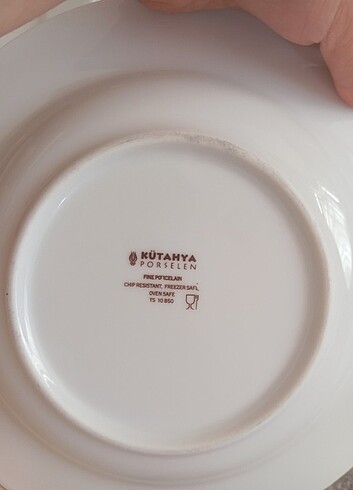 KÜTAHYA
PORSELEN
FINE PORCELAIN
CHIP RESISTANT, FREEZER SAFE,
OVEN SAFE
TS 10 850